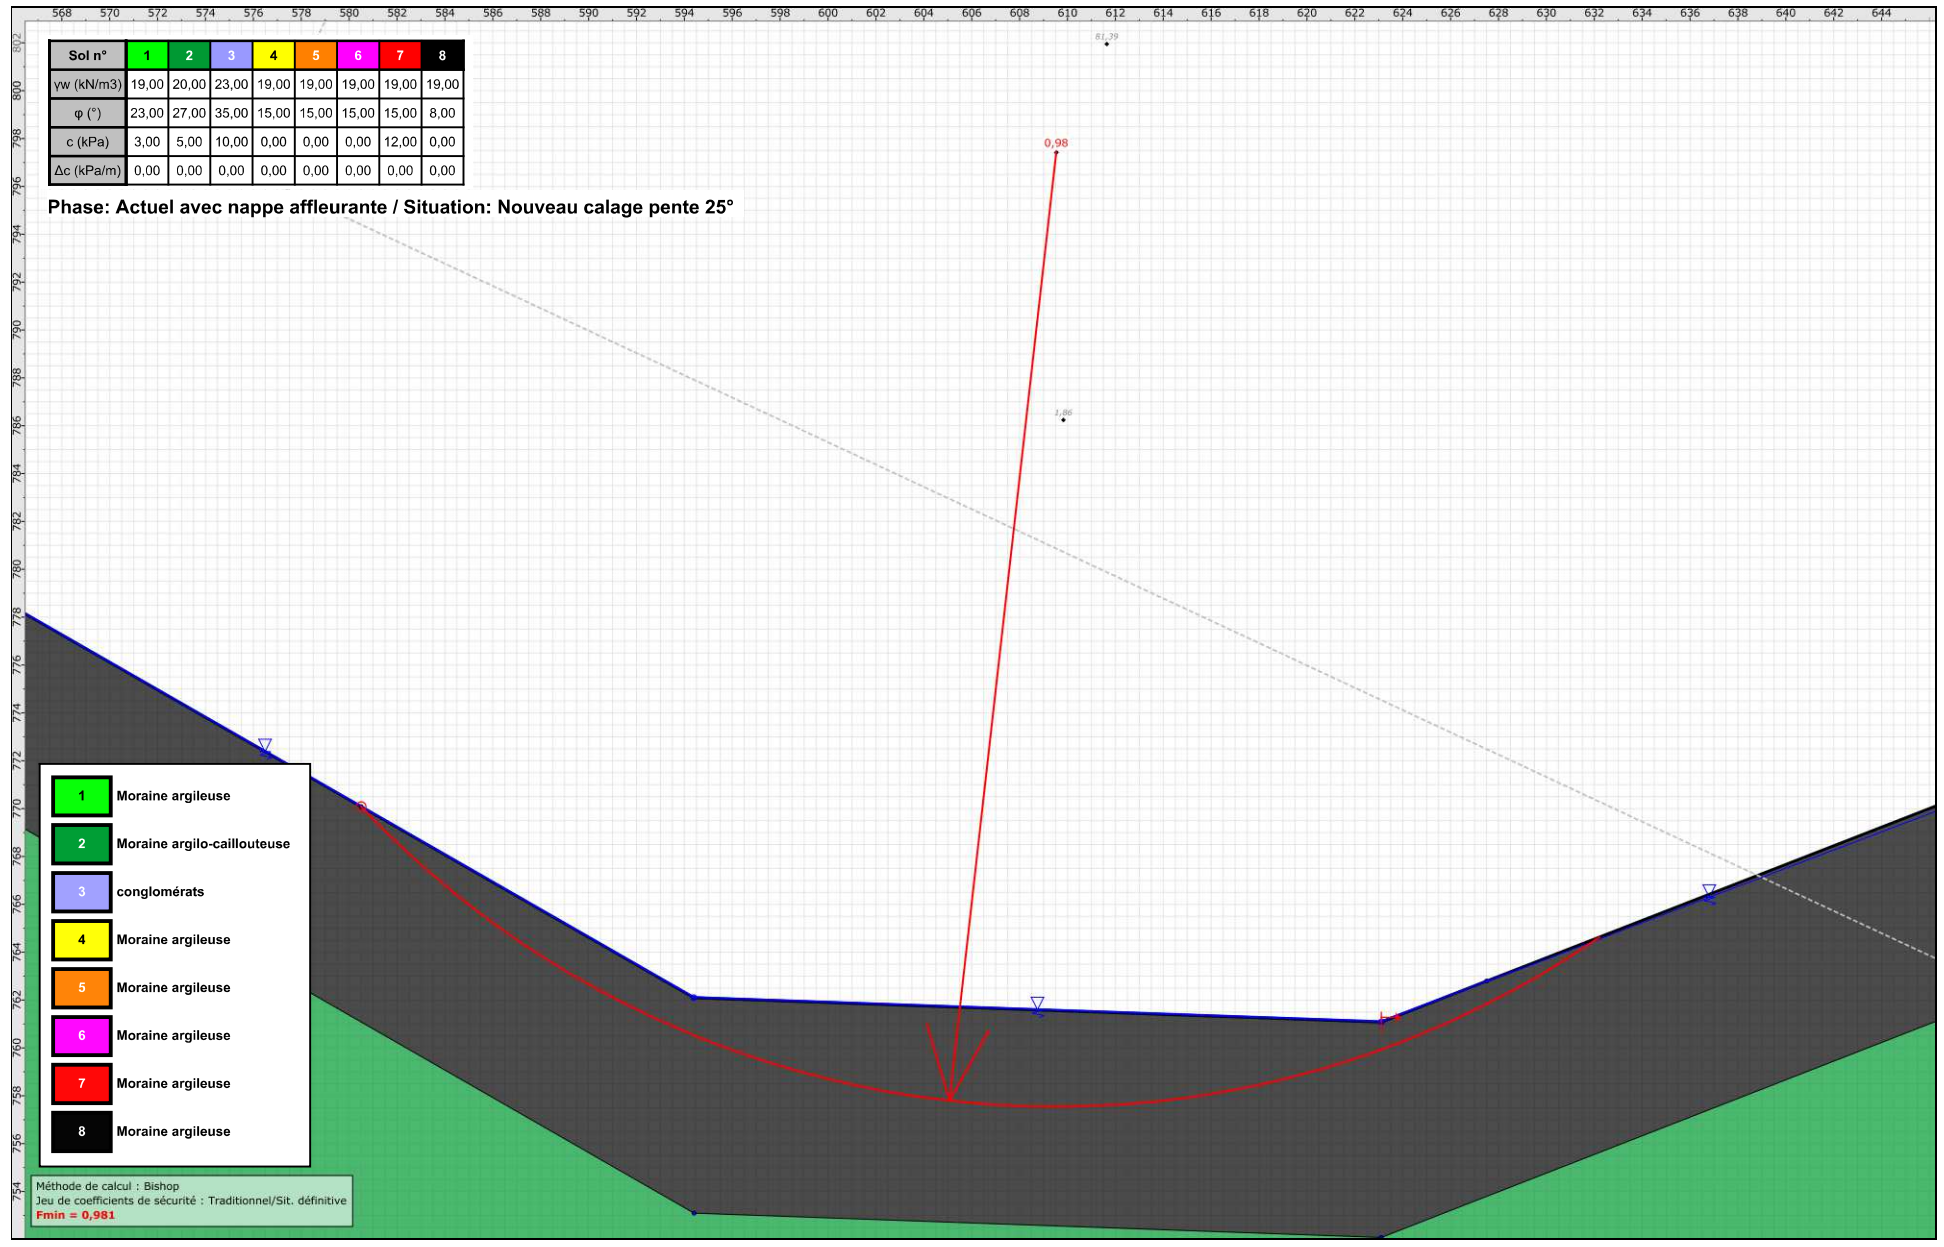 568 570 572 574 576 578 580 582 584 586 588 590 592 594 596 598 600 602 604 606 608 610 612 614 616 618 620 622 624 626 628 630 632 634 636 638 640 642 644
802
800
798
796
794
792
790
788
786
784
782
780
778
776
774
772
770
768
766
764
762
760
758
756
754
81,39
Sol n° 1 2 3 4 5 6 7 8
γw (kN/m3) 19,00 20,00 23,00 19,00 19,00 19,00 19,00 19,00
φ (°) 23,00 27,00 35,00 15,00 15,00 15,00 15,00 8,00
c (kPa) 3,00 5,00 10,00 0,00 0,00 0,00 12,00 0,00
Δc (kPa/m) 0,00 0,00 0,00 0,00 0,00 0,00 0,00 0,00
0,98
Phase: Actuel avec nappe affleurante / Situation: Nouveau calage pente 25°
1,86
1 Moraine argileuse
2 Moraine argilo-caillouteuse
3 conglomérats
4 Moraine argileuse
5 Moraine argileuse
6 Moraine argileuse
7 Moraine argileuse
8 Moraine argileuse
Méthode de calcul : Bishop
Jeu de coefficients de sécurité : Traditionnel/Sit. définitive
Fmin = 0,981